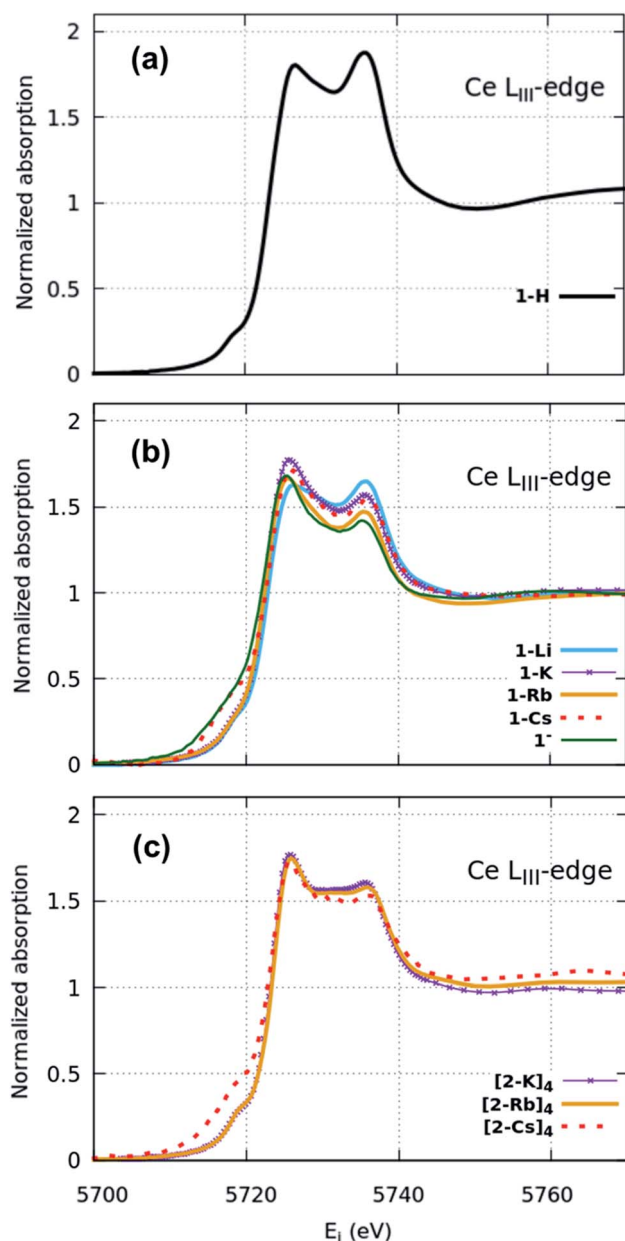 (a)
Ce L_III-edge
Normalized absorption
2
1.5
1
0.5
0
1-H
(b)
Ce L_III-edge
Normalized absorption
2
1.5
1
0.5
0
1-Li
1-K
1-Rb
1-Cs
1⁻
(c)
Ce L_III-edge
Normalized absorption
2
1.5
1
0.5
0
[2-K]₄
[2-Rb]₄
[2-Cs]₄
5700 5720 5740 5760
E_i (eV)